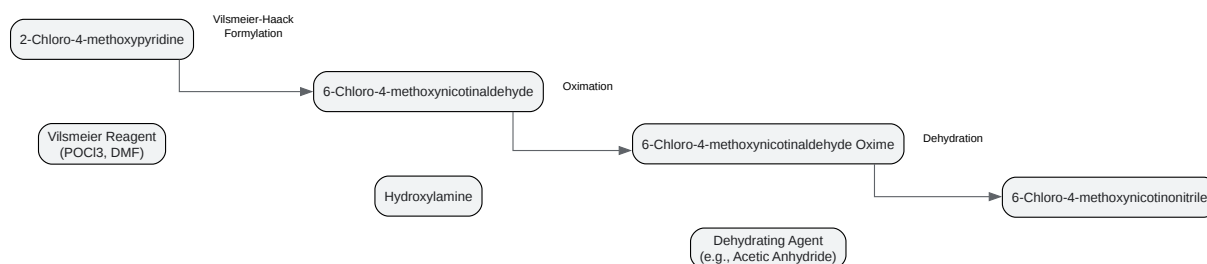 Vilsmeier-Haack
Formylation
2-Chloro-4-methoxypyridine
6-Chloro-4-methoxynicotinaldehyde
Oximation
Vilsmeier Reagent
(POCl3, DMF)
6-Chloro-4-methoxynicotinaldehyde Oxime
Dehydration
Hydroxylamine
6-Chloro-4-methoxynicotinonitrile
Dehydrating Agent
(e.g., Acetic Anhydride)